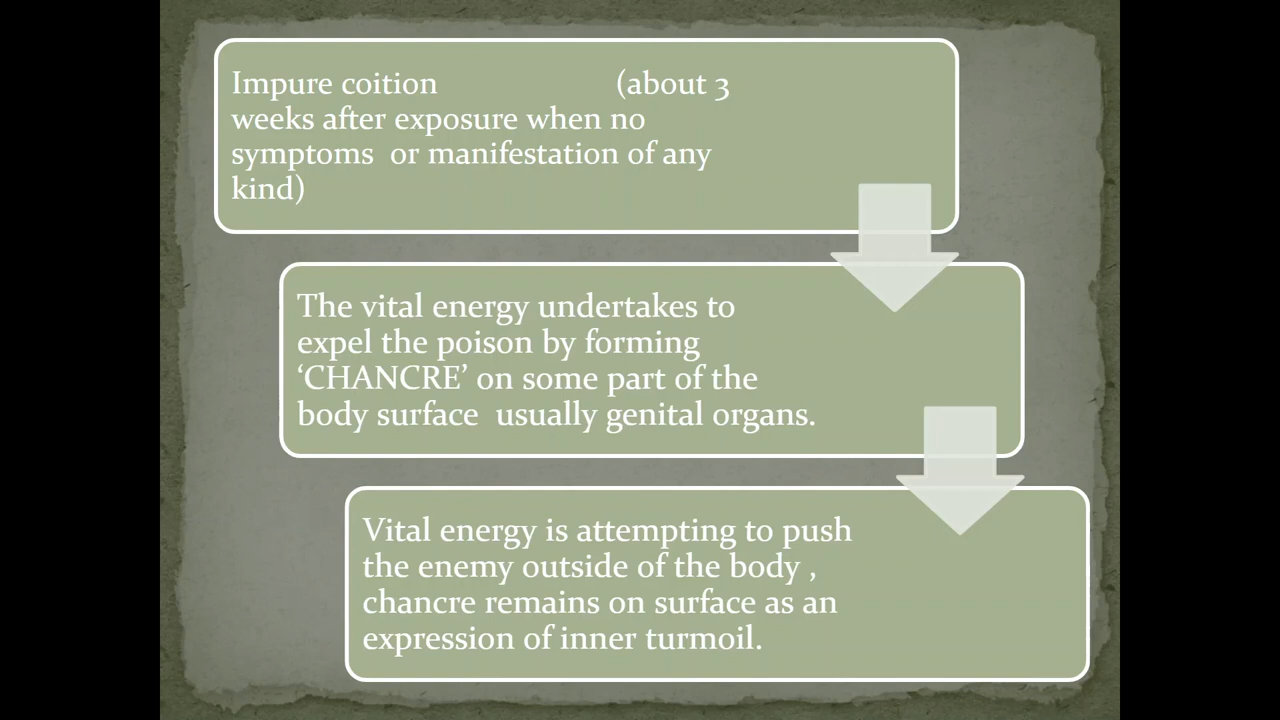 Impure coition (about 3
weeks after exposure when no
symptoms or manifestation of any
kind)
The vital energy undertakes to
expel the poison by forming
‘CHANCRE’ on some part of the
body surface usually genital organs.
Vital energy is attempting to push
the enemy outside of the body ,
chancre remains on surface as an
expression of inner turmoil.